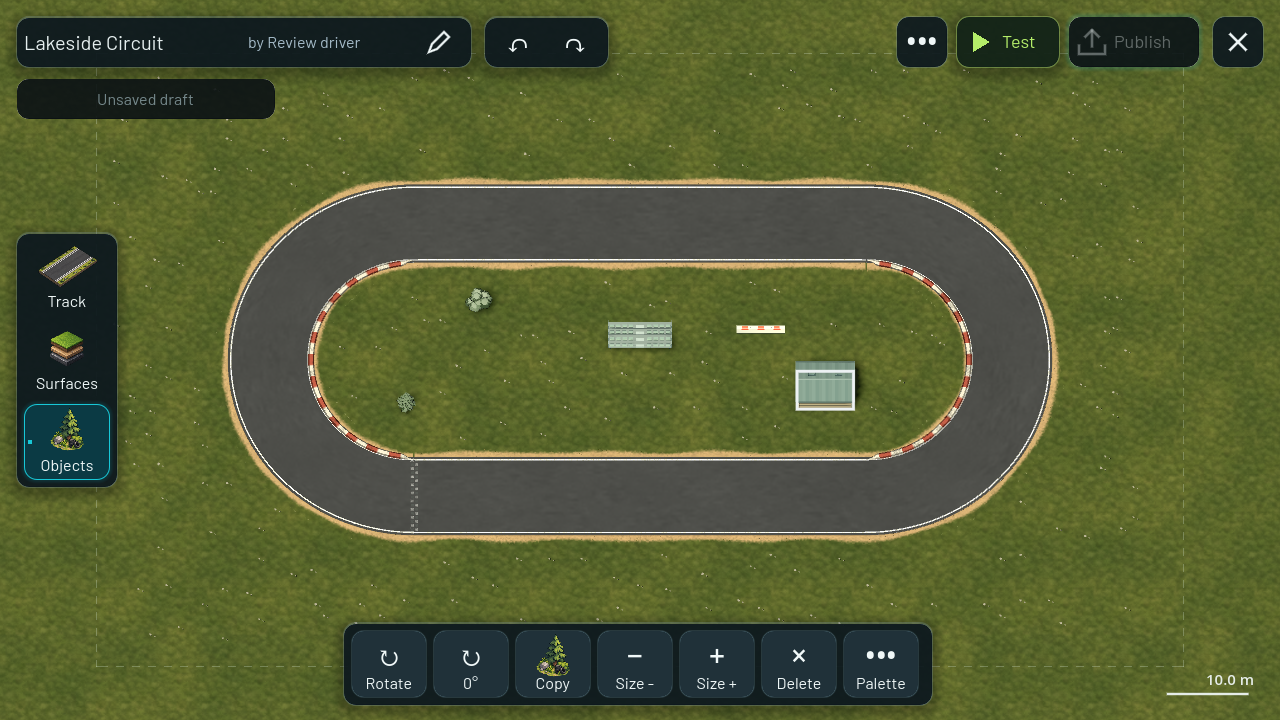 Lakeside Circuit
by Review driver
Test
Publish
Unsaved draft
Track
Surfaces
Objects
Rotate
0°
Copy
Size -
Size +
Delete
Palette
10.0 m